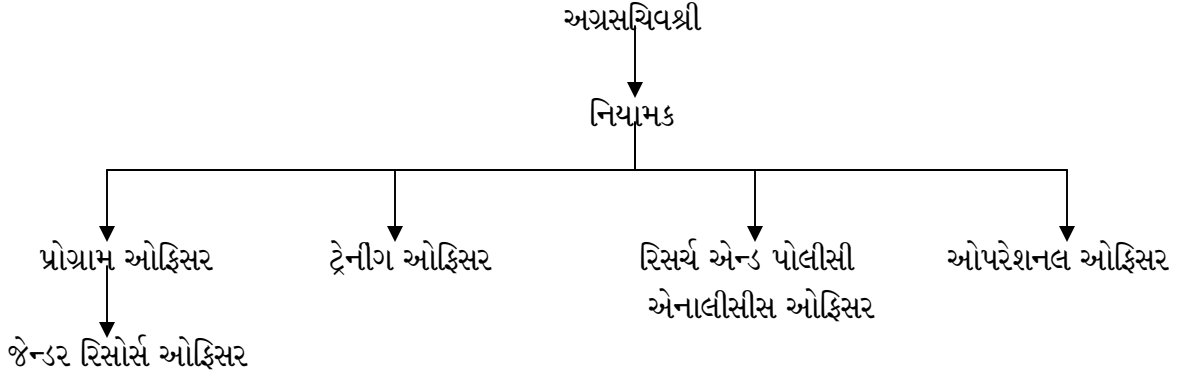 અગ્રસચિવશ્રી
નિયામક
પ્રોગ્રામ ઓફિસર
ટ્રેનીંગ ઓફિસર
રિસર્ચ એન્ડ પોલીસી
એનાલીસીસ ઓફિસર
ઓપરેશનલ ઓફિસર
જેન્ડર રિસોર્સ ઓફિસર